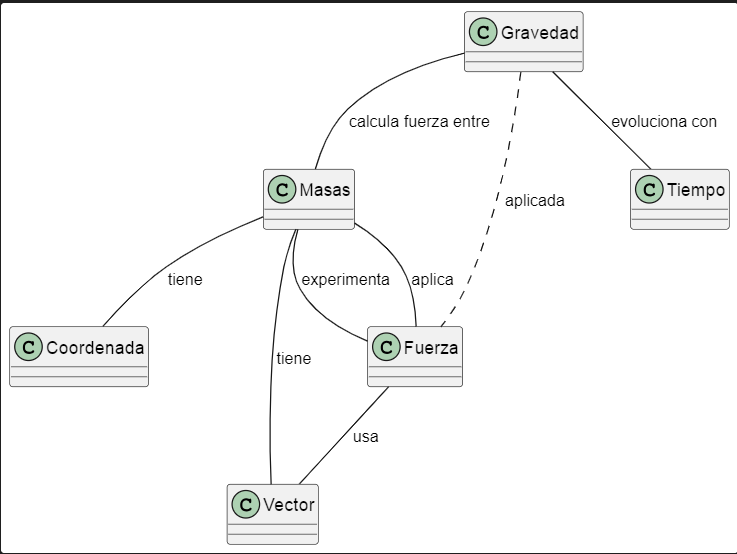 C Gravedad
calcula fuerza entre
evoluciona con
C Masas
C Tiempo
aplicada
tiene
experimenta
aplica
C Coordenada
C Fuerza
tiene
usa
C Vector